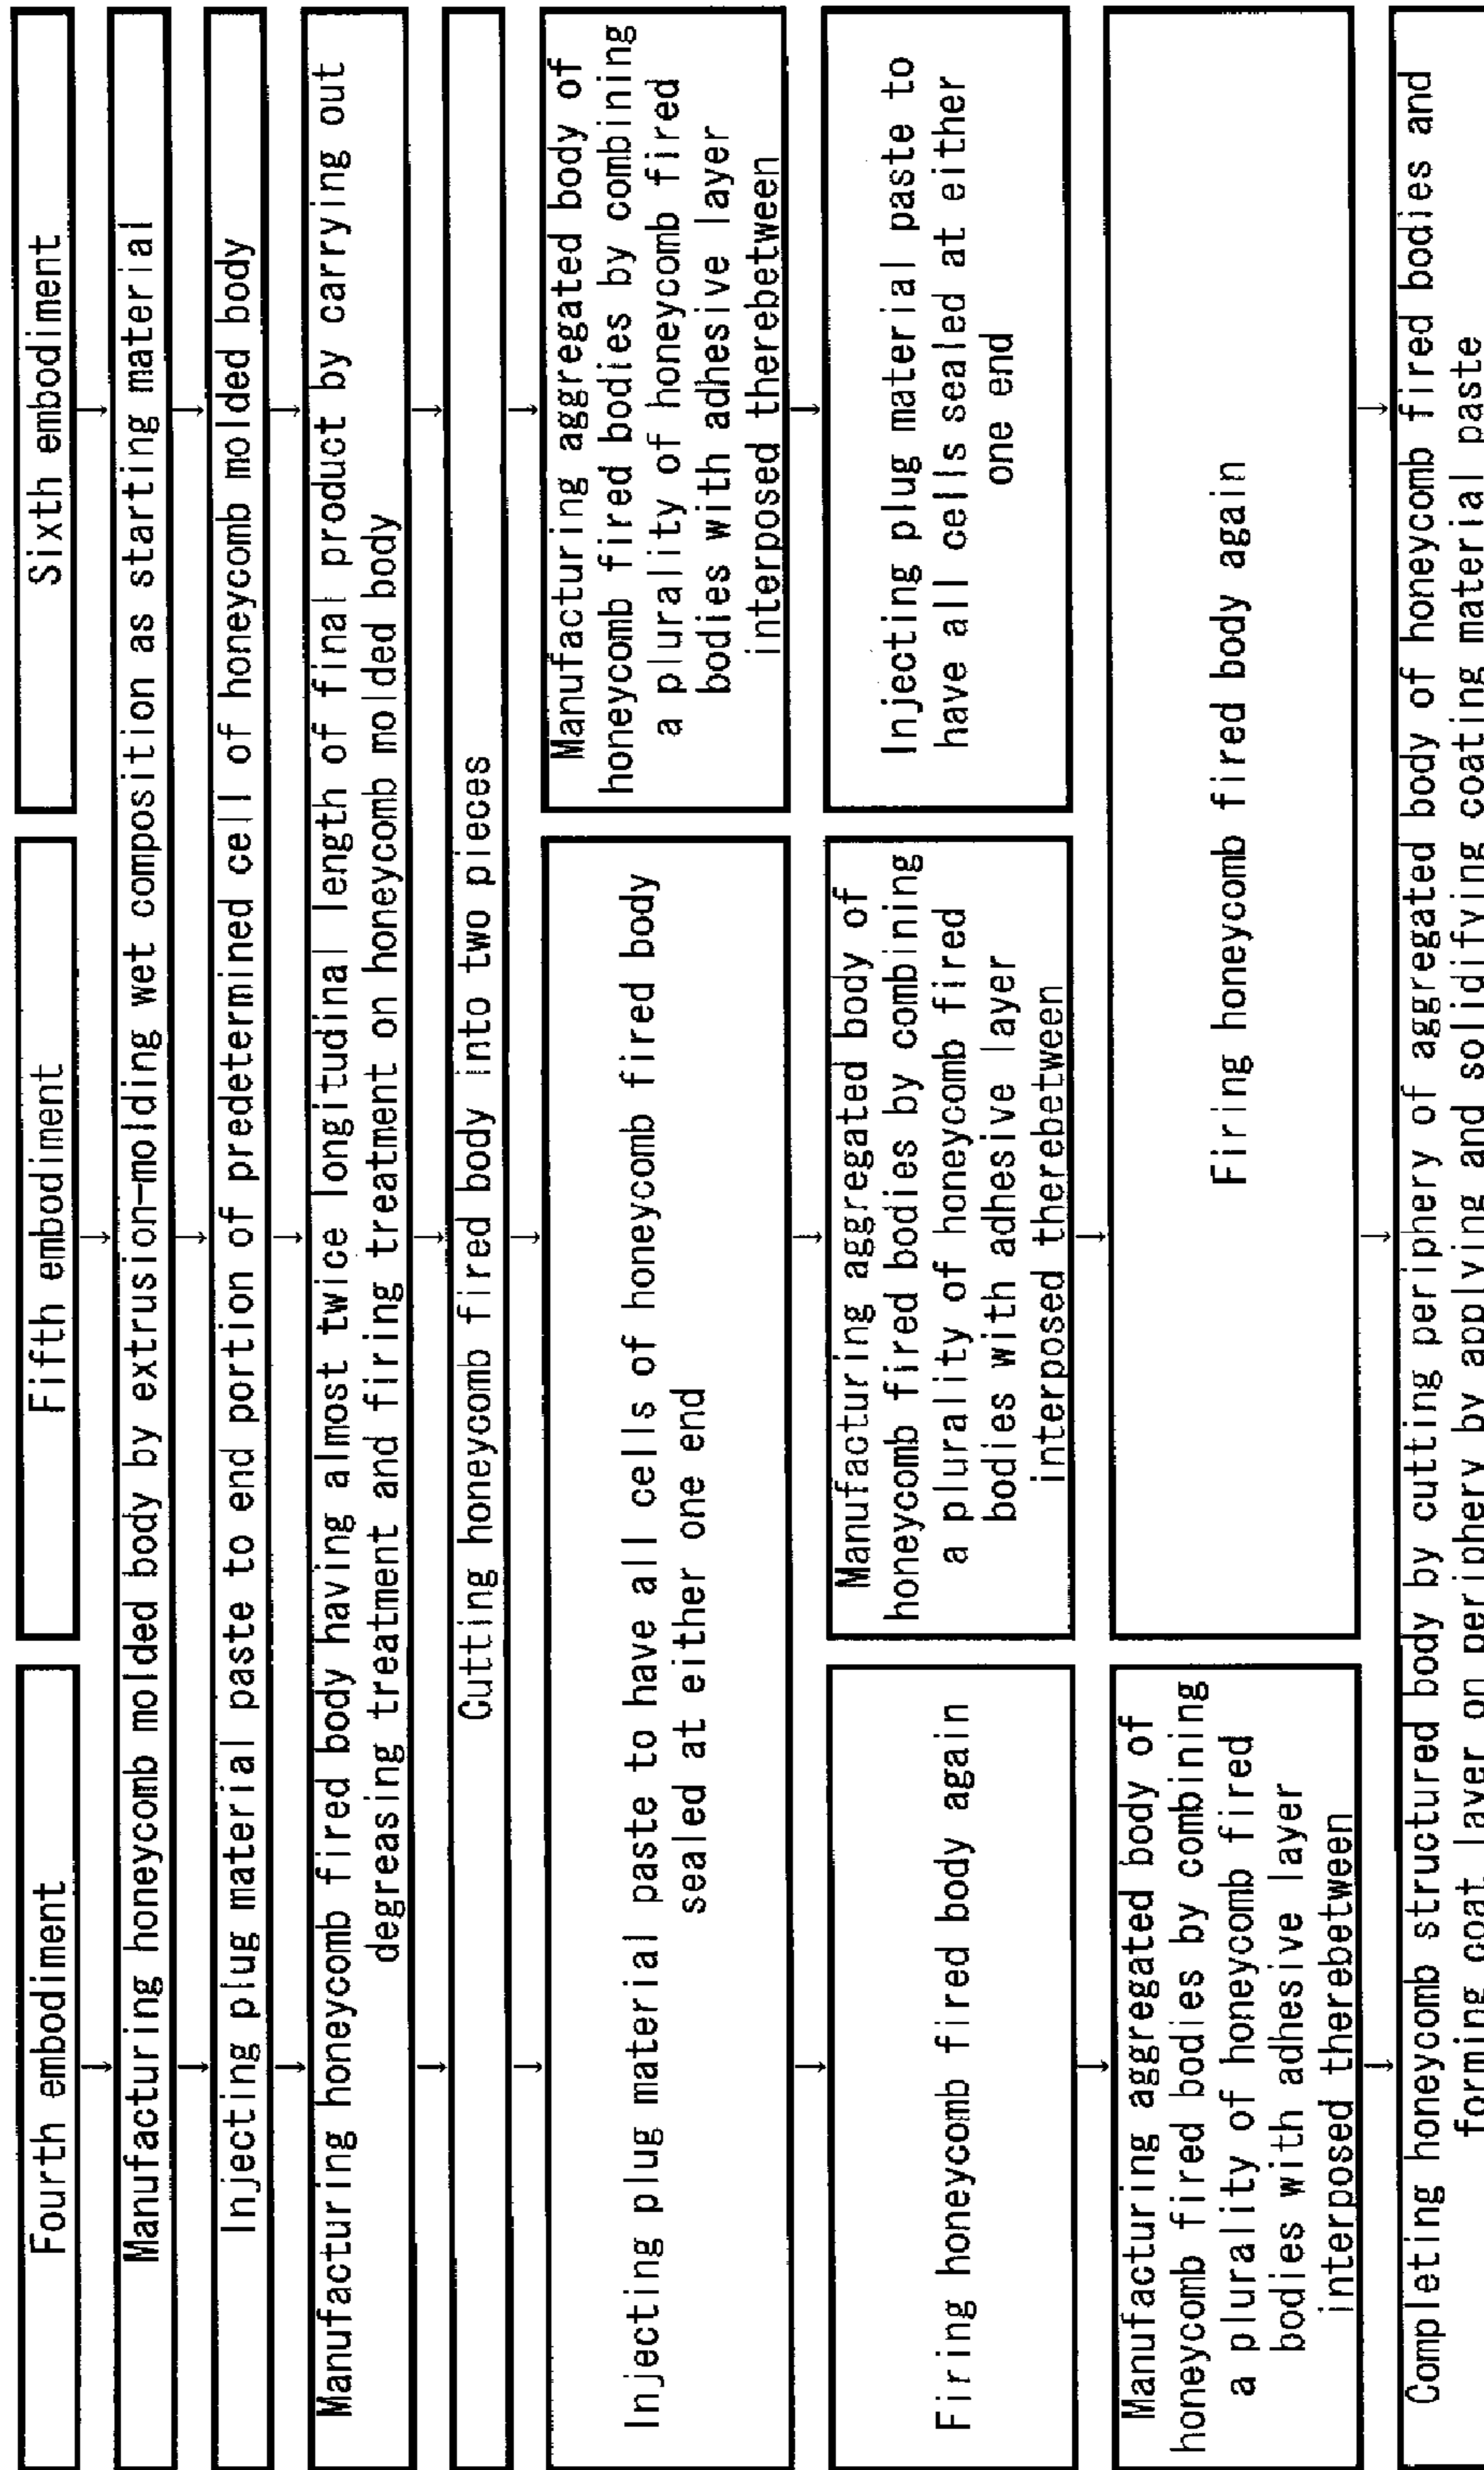 Fourth embodiment
Fifth embodiment
Sixth embodiment
Manufacturing honeycomb molded body by extrusion-molding wet composition as starting material
Injecting plug material paste to end portion of predetermined cell of honeycomb molded body
Manufacturing honeycomb fired body having almost twice longitudinal length of final product by carrying out
degreasing treatment and firing treatment on honeycomb molded body
Cutting honeycomb fired body into two pieces
Injecting plug material paste to have all cells of honeycomb fired body
sealed at either one end
Manufacturing aggregated body of
honeycomb fired bodies by combining
a plurality of honeycomb fired
bodies with adhesive layer
interposed therebetween
Firing honeycomb fired body again
Manufacturing aggregated body of
honeycomb fired bodies by combining
a plurality of honeycomb fired
bodies with adhesive layer
interposed therebetween
Injecting plug material paste to
have all cells sealed at either
one end
Manufacturing aggregated body of
honeycomb fired bodies by combining
a plurality of honeycomb fired
bodies with adhesive layer
interposed therebetween
Firing honeycomb fired body again
Completing honeycomb structured body by cutting periphery of aggregated body of honeycomb fired bodies and
forming coat layer on periphery by applying and solidifying coating material paste